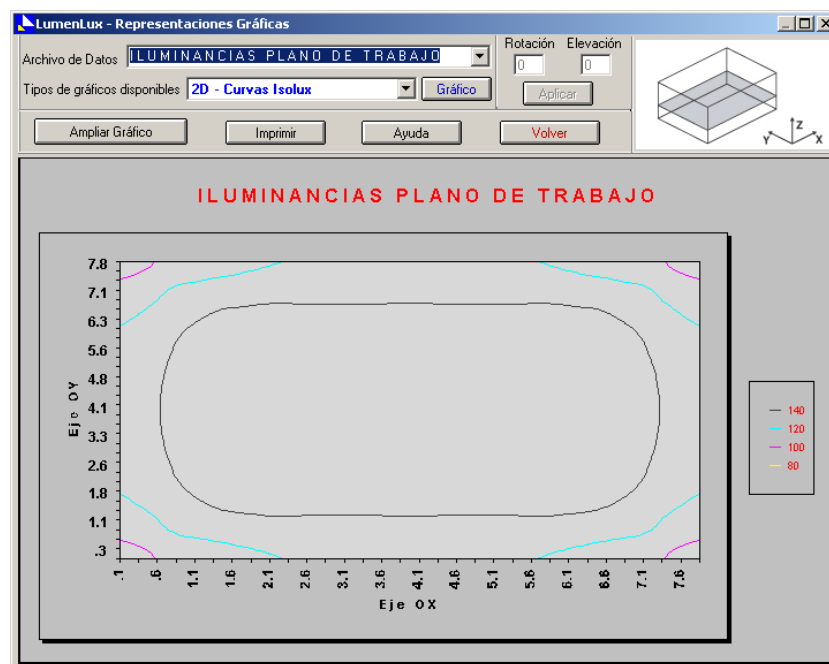 LumenLux - Representaciones Gráficas
Archivo de Datos ILUMINANCIAS PLANO DE TRABAJO
Rotación Elevación
0 0
Tipos de gráficos disponibles 2D - Curvas Isolux Gráfico
Aplicar
Ampliar Gráfico Imprimir Ayuda Volver
Z
Y X
ILUMINANCIAS PLANO DE TRABAJO
7.8
7.1
6.3
5.6
4.8
4.1
3.3
2.6
1.8
1.1
.3
Eje OY
.1 .6 1.1 1.6 2.1 2.6 3.1 3.6 4.1 4.6 5.1 5.6 6.1 6.6 7.1 7.6
Eje OX
140
120
100
80